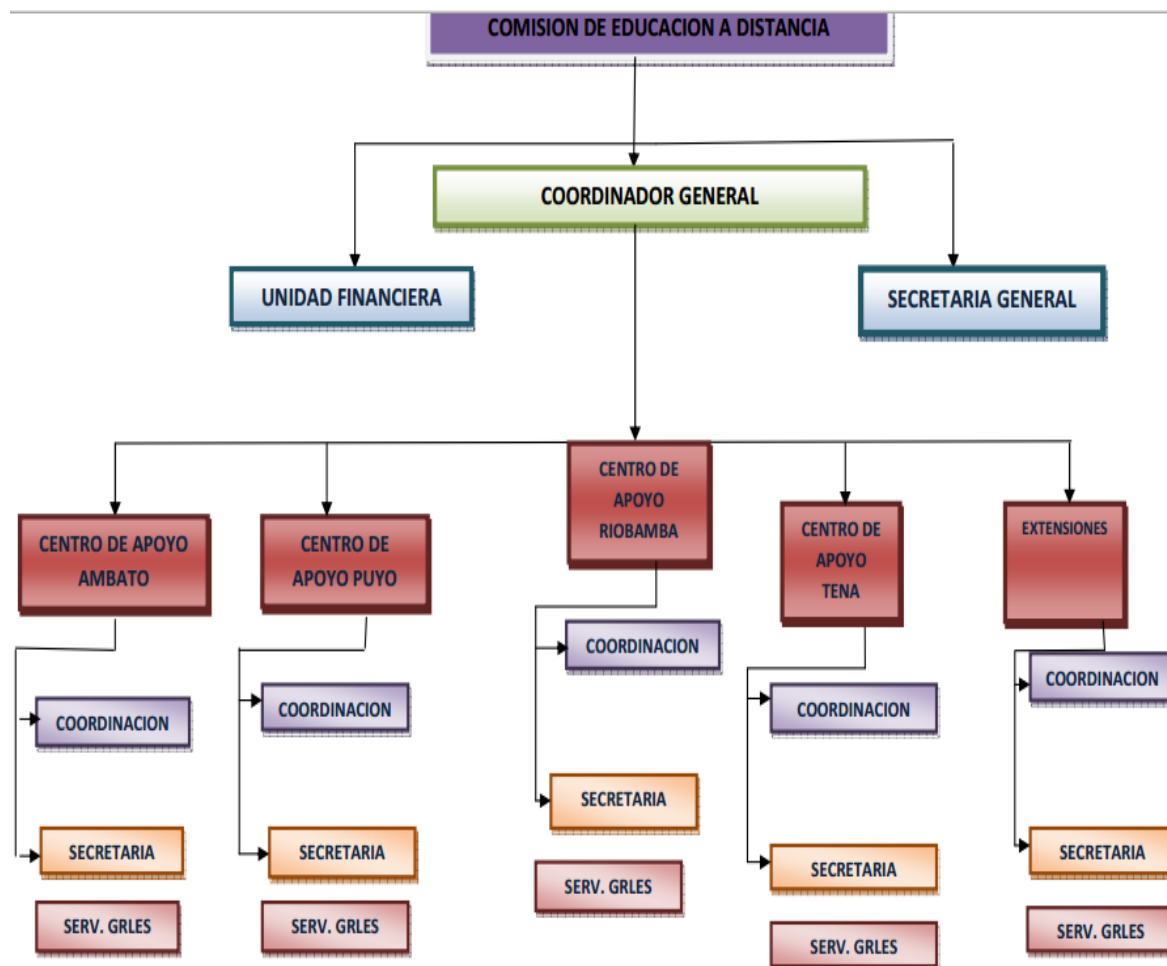 COMISION DE EDUCACION A DISTANCIA
COORDINADOR GENERAL
UNIDAD FINANCIERA
SECRETARIA GENERAL
CENTRO DE APOYO
AMBATO
CENTRO DE
APOYO PUYO
CENTRO DE
APOYO
RIOBAMBA
CENTRO DE
APOYO
TENA
EXTENSIONES
COORDINACION
COORDINACION
COORDINACION
COORDINACION
COORDINACION
SECRETARIA
SECRETARIA
SECRETARIA
SECRETARIA
SECRETARIA
SERV. GRLES
SERV. GRLES
SERV. GRLES
SERV. GRLES
SERV. GRLES